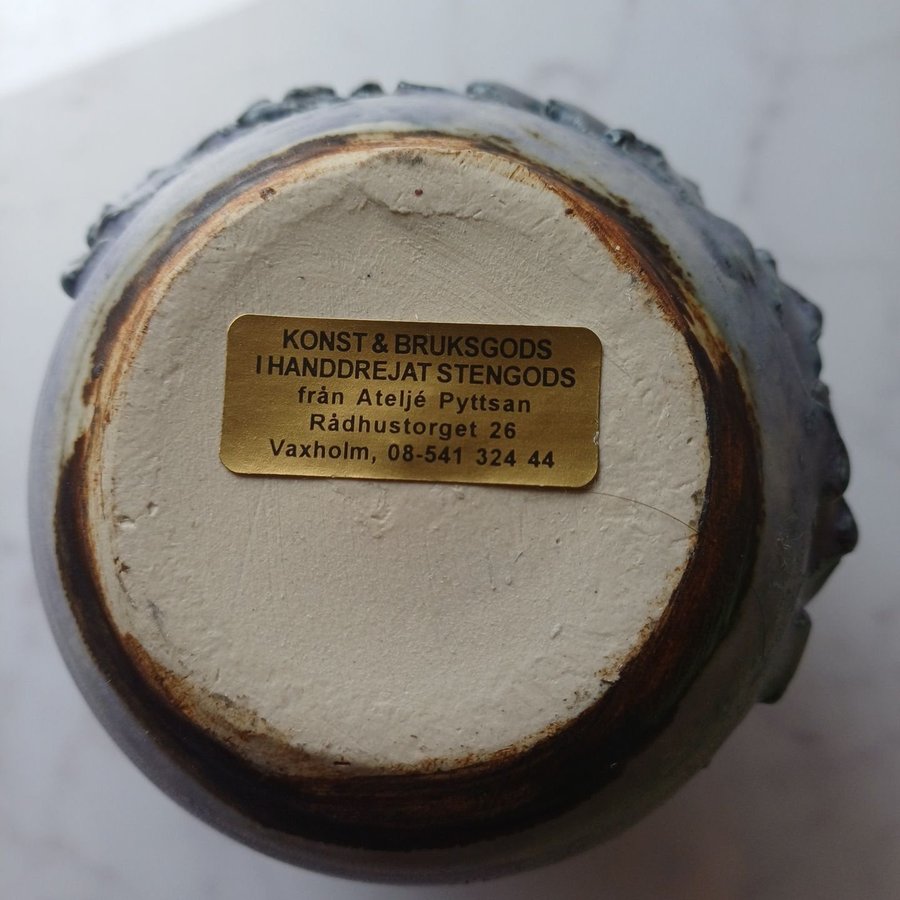 KONST & BRUKSGODS
I HANDDREJAT STENGODS
från Ateljé Pyttsan
Rådhustorget 26
Vaxholm, 08-541 324 44